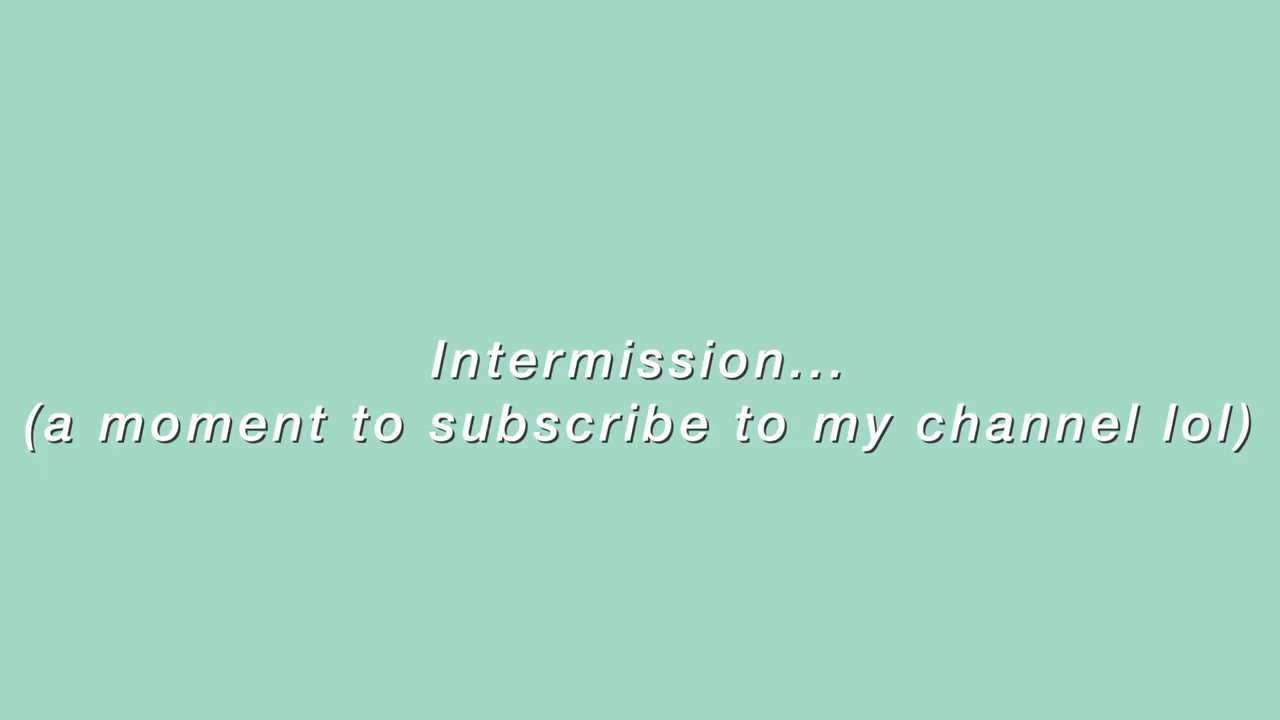 Intermission...
(a moment to subscribe to my channel lol)